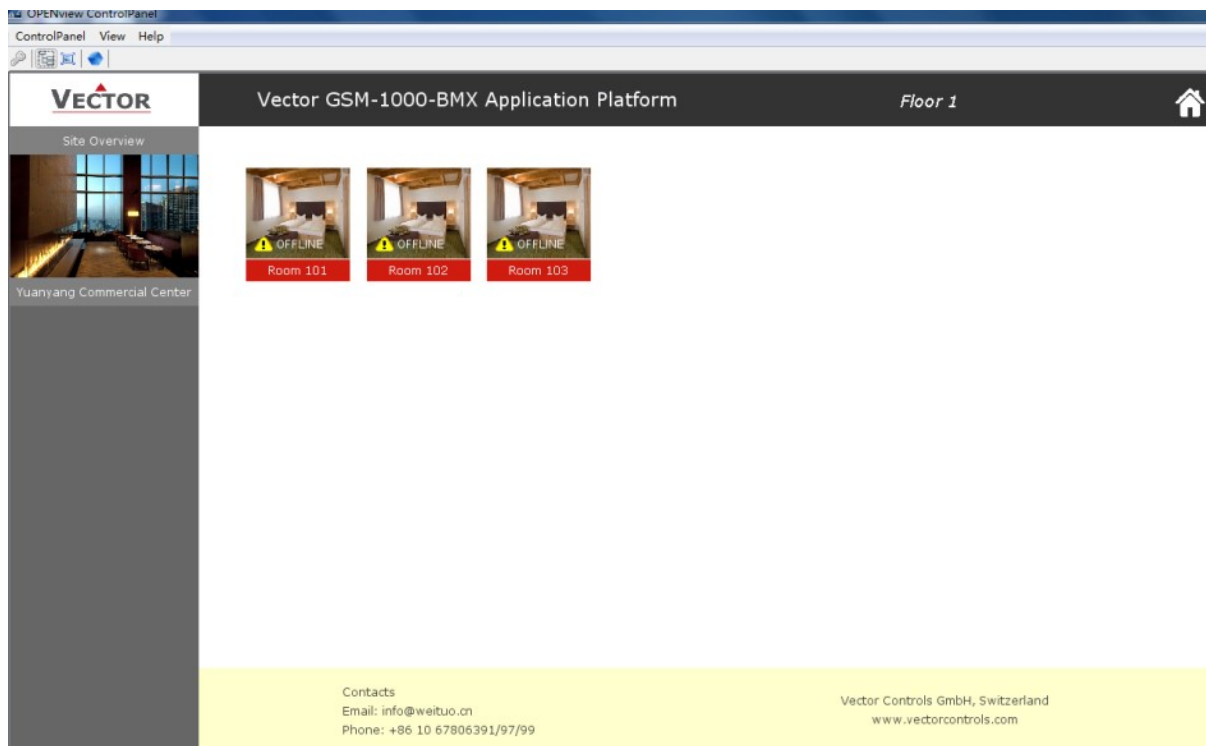 OPENview ControlPanel
ControlPanel View Help
VECTOR
Vector GSM-1000-BMX Application Platform
Floor 1
Site Overview
Yuanyang Commercial Center
OFFLINE
Room 101
OFFLINE
Room 102
OFFLINE
Room 103
Contacts
Email: info@weituo.cn
Phone: +86 10 67806391/97/99
Vector Controls GmbH, Switzerland
www.vectorcontrols.com